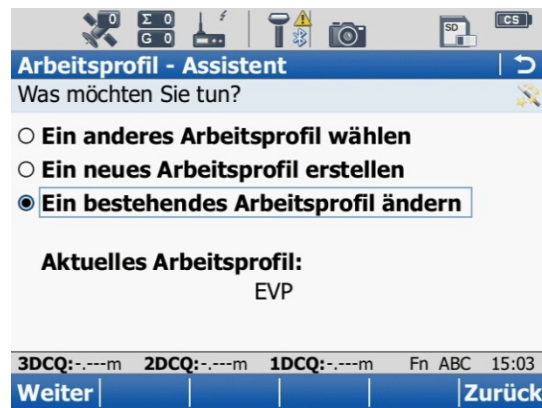 0 Σ 0 SD CS
G 0
Arbeitsprofil - Assistent
Was möchten Sie tun?
Ein anderes Arbeitsprofil wählen
Ein neues Arbeitsprofil erstellen
Ein bestehendes Arbeitsprofil ändern
Aktuelles Arbeitsprofil:
EVP
3DCQ:-.---m 2DCQ:-.---m 1DCQ:-.---m Fn ABC 15:03
Weiter Zurück